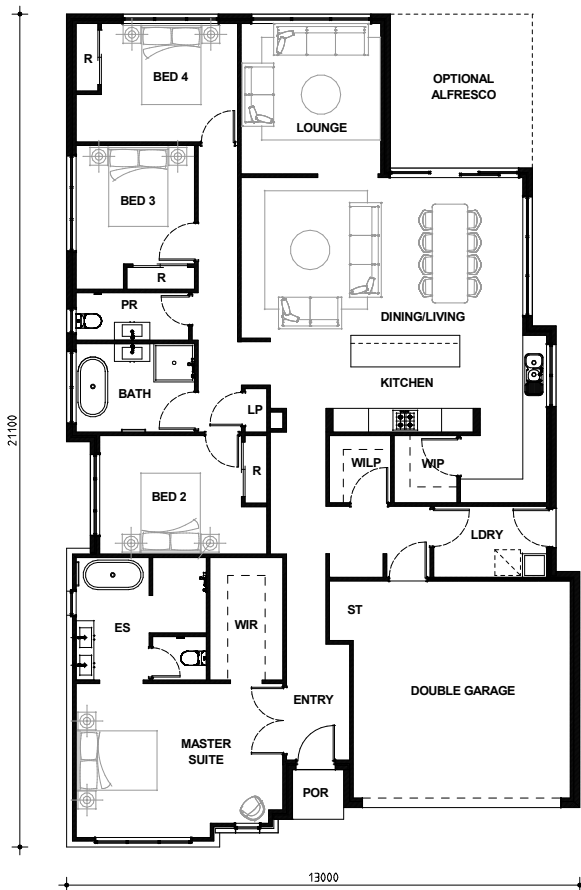 R
BED 4
OPTIONAL
ALFRESCO
LOUNGE
BED 3
R
PR
DINING/LIVING
KITCHEN
BATH
LP
21100
WILP
WIP
R
BED 2
LDRY
ST
ES
WIR
DOUBLE GARAGE
ENTRY
MASTER
SUITE
POR
13000